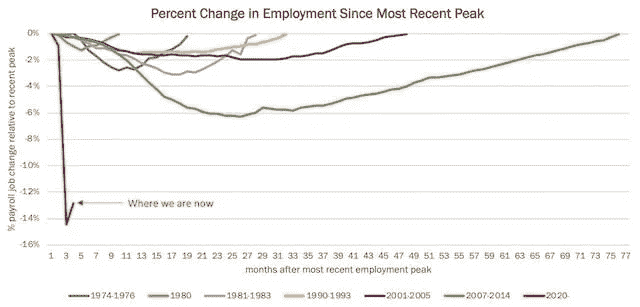 Percent Change in Employment Since Most Recent Peak
% payroll job change relative to recent peak
0%
-2%
-4%
-6%
-8%
-10%
-12%
-14%
-16%
Where we are now
1 3 5 7 9 11 13 15 17 19 21 23 25 27 29 31 33 35 37 39 41 43 45 47 49 51 53 55 57 59 61 63 65 67 69 71 73 75 77
months after most recent employment peak
1974-1976 1980 1981-1983 1990-1993 2001-2005 2007-2014 2020-